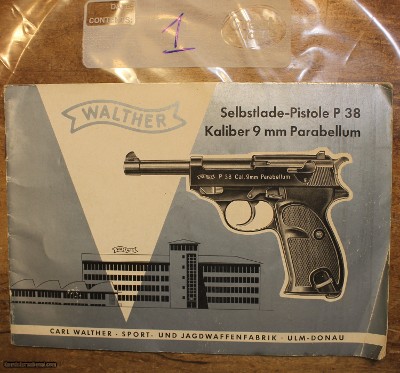 1
WALTHER
Selbstlade-Pistole P 38
Kaliber 9 mm Parabellum
P 38 Cal. 9mm Parabellum
CARL WALTHER · SPORT- UND JAGDWAFFENFABRIK · ULM-DONAU